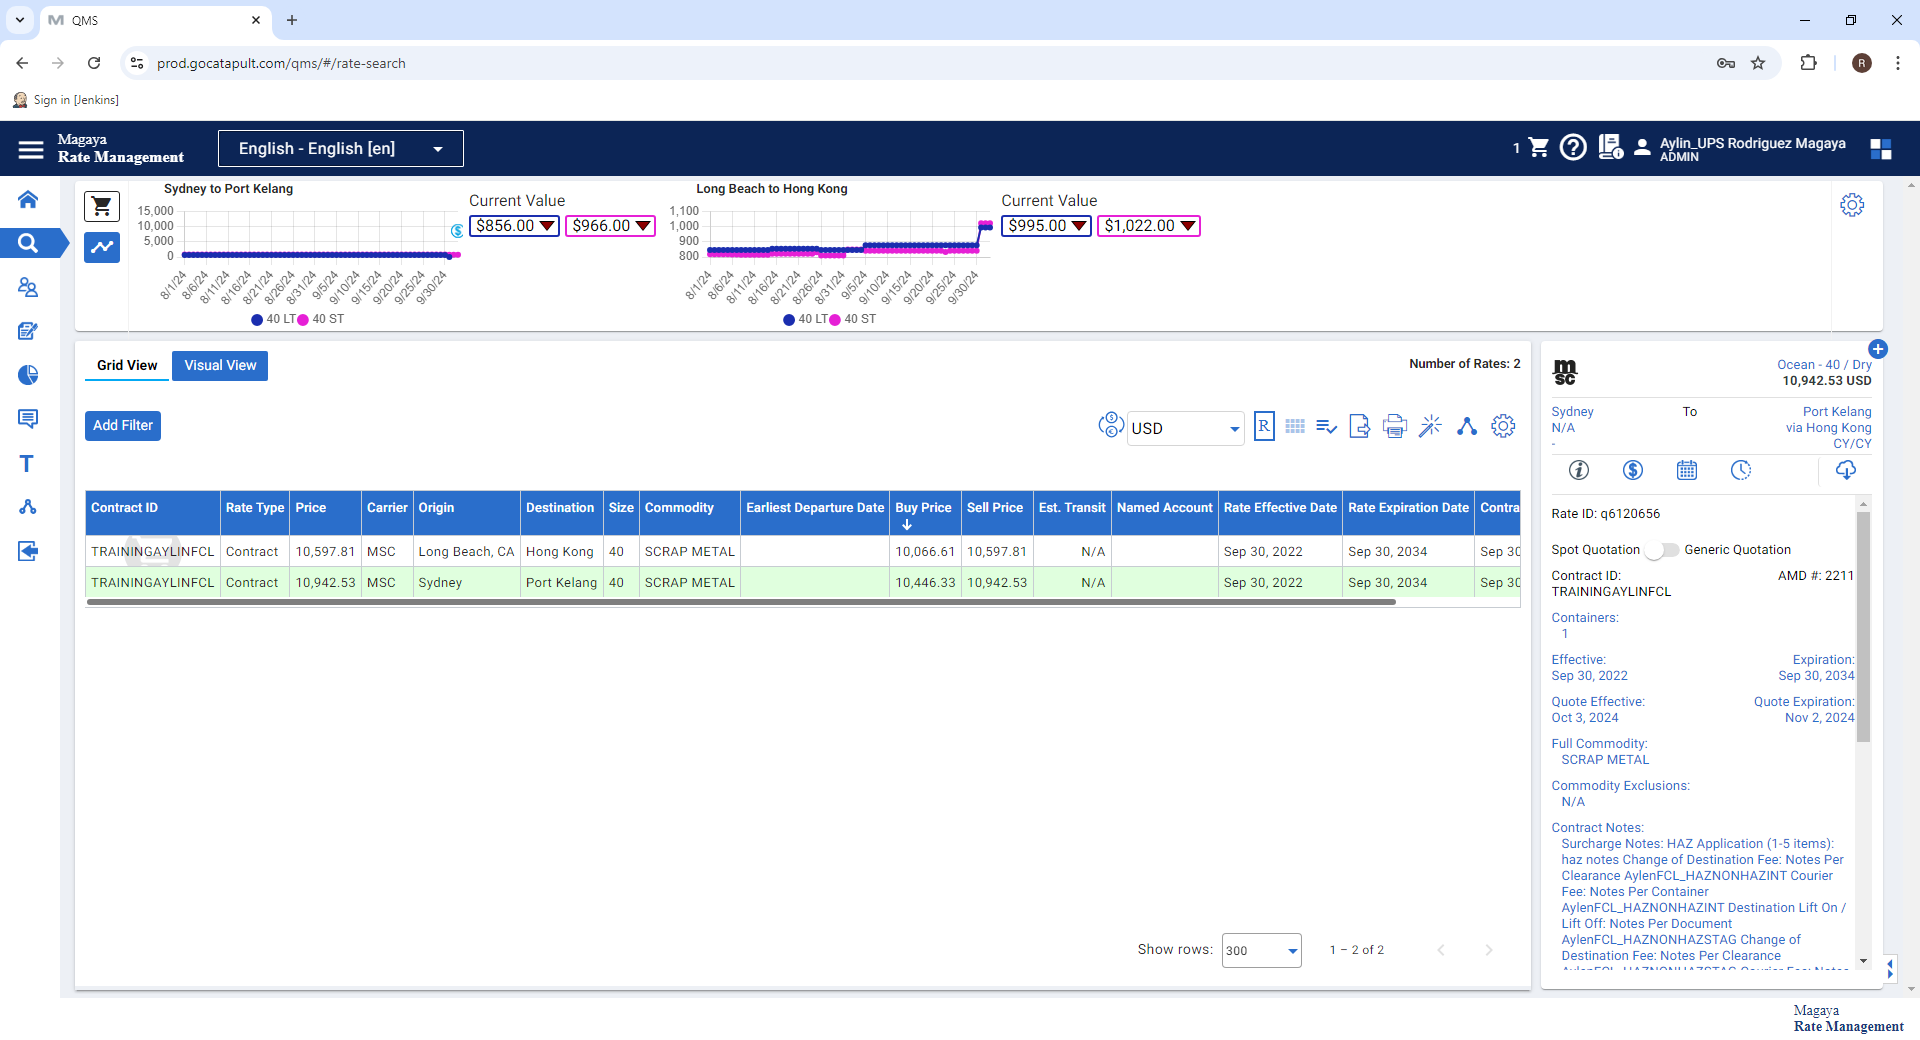 QMS
prod.gocatapult.com/qms/#/rate-search
R
Sign in [Jenkins]
Magaya
Rate Management
English - English [en]
1
Aylin_UPS Rodriguez Magaya
ADMIN
Sydney to Port Kelang
15,000
10,000
5,000
0
8/1/24
8/6/24
8/11/24
8/16/24
8/21/24
8/26/24
8/31/24
9/5/24
9/10/24
9/15/24
9/20/24
9/25/24
9/30/24
40 LT 40 ST
Current Value
$856.00 $966.00
Long Beach to Hong Kong
1,100
1,000
900
800
8/1/24
8/6/24
8/11/24
8/16/24
8/21/24
8/26/24
8/31/24
9/5/24
9/10/24
9/15/24
9/20/24
9/25/24
9/30/24
40 LT 40 ST
Current Value
$995.00 $1,022.00
Grid View Visual View
Number of Rates: 2
Add Filter
USD
R
Contract ID Rate Type Price Carrier Origin Destination Size Commodity Earliest Departure Date Buy Price Sell Price Est. Transit Named Account Rate Effective Date Rate Expiration Date Contra
TRAININGAYLINFCL Contract 10,597.81 MSC Long Beach, CA Hong Kong 40 SCRAP METAL 10,066.61 10,597.81 N/A Sep 30, 2022 Sep 30, 2034 Sep 30
TRAININGAYLINFCL Contract 10,942.53 MSC Sydney Port Kelang 40 SCRAP METAL 10,446.33 10,942.53 N/A Sep 30, 2022 Sep 30, 2034 Sep 30
Show rows: 300 1 – 2 of 2
msc
Ocean - 40 / Dry
10,942.53 USD
Sydney To Port Kelang
N/A via Hong Kong
- CY/CY
Rate ID: q6120656
Spot Quotation Generic Quotation
Contract ID: AMD #: 2211
TRAININGAYLINFCL
Containers:
1
Effective: Expiration:
Sep 30, 2022 Sep 30, 2034
Quote Effective: Quote Expiration:
Oct 3, 2024 Nov 2, 2024
Full Commodity:
SCRAP METAL
Commodity Exclusions:
N/A
Contract Notes:
Surcharge Notes: HAZ Application (1-5 items):
haz notes Change of Destination Fee: Notes Per
Clearance AylenFCL_HAZNONHAZINT Courier
Fee: Notes Per Container
AylenFCL_HAZNONHAZINT Destination Lift On /
Lift Off: Notes Per Document
AylenFCL_HAZNONHAZSTAG Change of
Destination Fee: Notes Per Clearance
AylenFCL_HAZNONHAZSTAG Courier Fee: Notes
Magaya
Rate Management